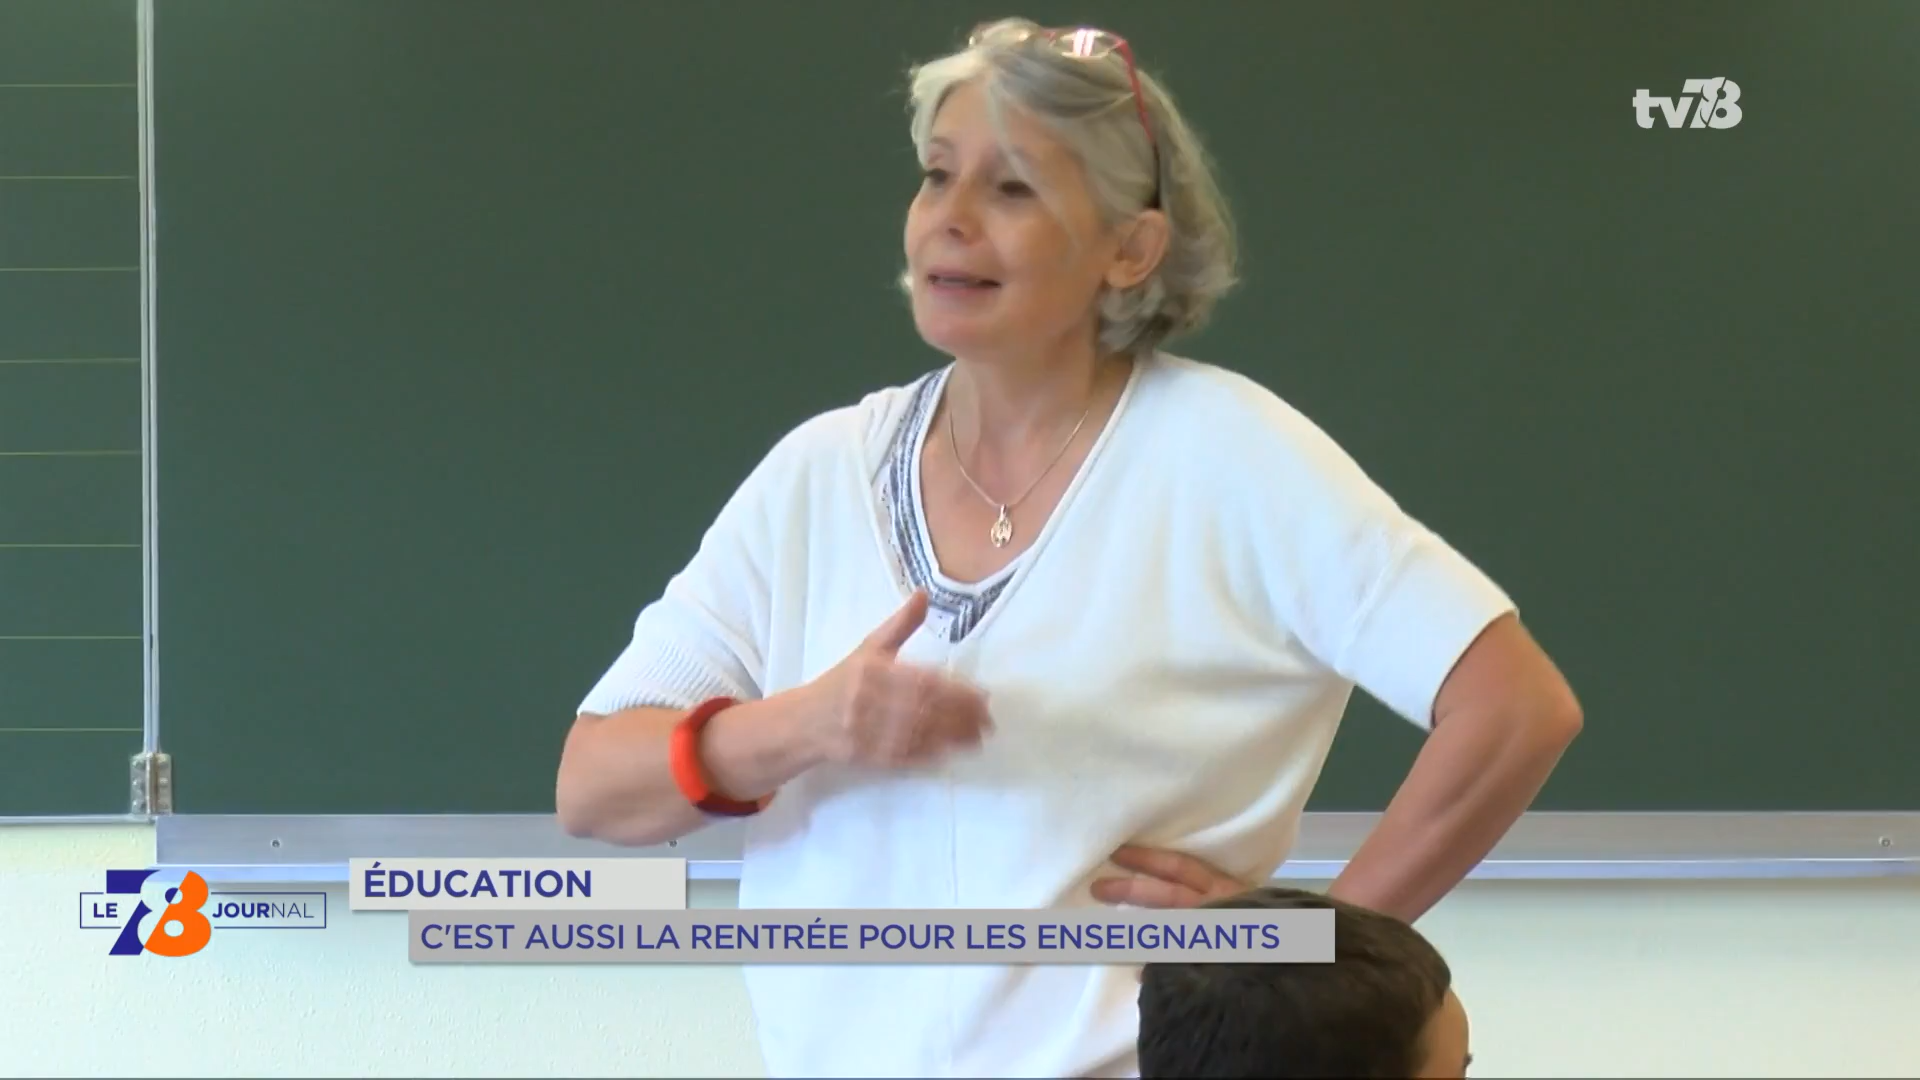 tv78
ÉDUCATION
LE 78 JOURNAL
C'EST AUSSI LA RENTRÉE POUR LES ENSEIGNANTS